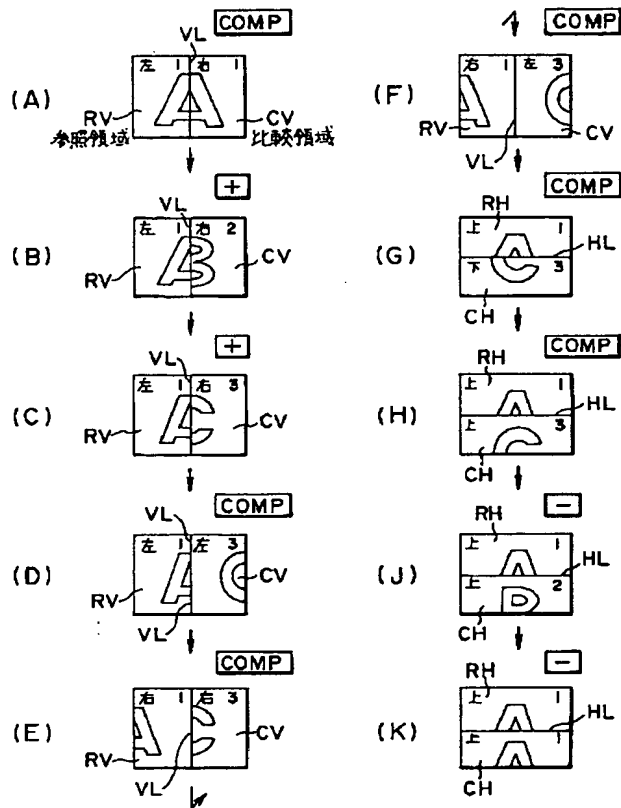 COMP
VL
(A)
左 1 右 1
A
RV CV
参照領域 比較領域
+
VL
(B)
左 1 右 2
RV CV
+
VL
(C)
左 1 右 3
RV CV
COMP
VL
(D)
左 1 左 3
RV CV
VL
COMP
(E)
右 1 右 3
RV CV
VL
COMP
(F)
右 1 左 3
RV CV
VL
COMP
RH
(G)
上 1
HL
下 3
CH
COMP
RH
(H)
上 1
HL
上 3
CH
-
RH
(J)
上 1
HL
上 2
CH
-
RH
(K)
上 1
HL
上 1
CH